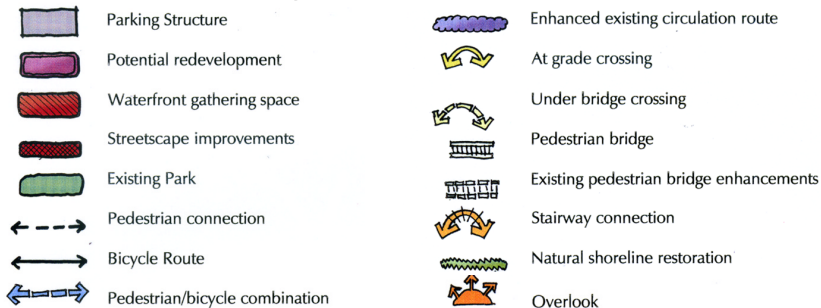 Parking Structure
Potential redevelopment
Waterfront gathering space
Streetscape improvements
Existing Park
Pedestrian connection
Bicycle Route
Pedestrian/bicycle combination
Enhanced existing circulation route
At grade crossing
Under bridge crossing
Pedestrian bridge
Existing pedestrian bridge enhancements
Stairway connection
Natural shoreline restoration
Overlook